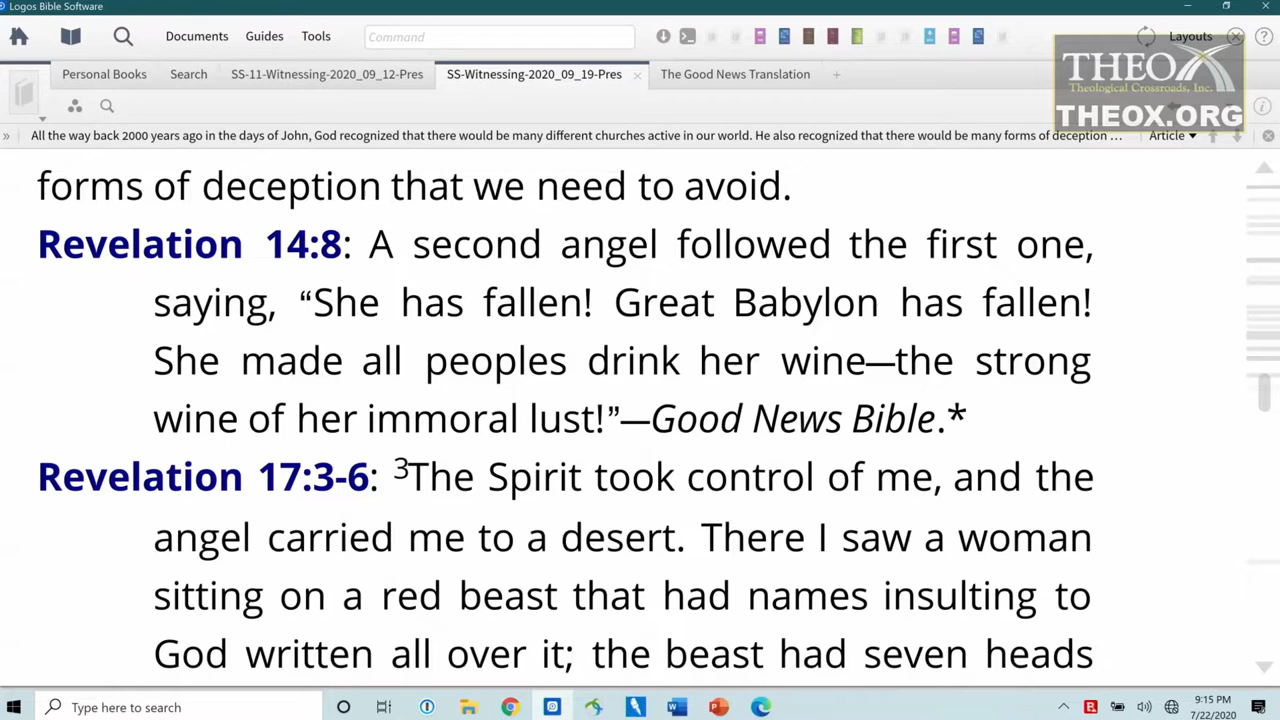 Logos Bible Software
Documents Guides Tools Command Layouts
THEOX
Theological Crossroads, Inc.
THEOX.ORG
Personal Books Search SS-11-Witnessing-2020_09_12-Pres SS-Witnessing-2020_09_19-Pres The Good News Translation
» All the way back 2000 years ago in the days of John, God recognized that there would be many different churches active in our world. He also recognized that there would be many forms of deception ... Article
forms of deception that we need to avoid.
Revelation 14:8: A second angel followed the first one,
saying, “She has fallen! Great Babylon has fallen!
She made all peoples drink her wine—the strong
wine of her immoral lust!”—Good News Bible.*
Revelation 17:3-6: ³The Spirit took control of me, and the
angel carried me to a desert. There I saw a woman
sitting on a red beast that had names insulting to
God written all over it; the beast had seven heads
Type here to search
9:15 PM
7/22/2020